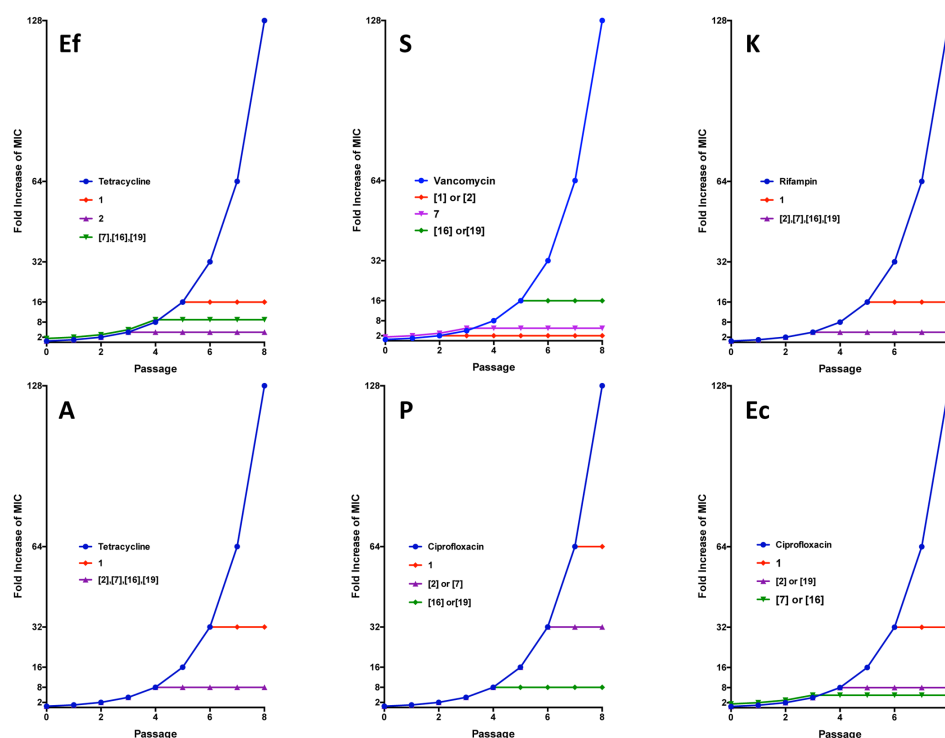 Ef
Fold Increase of MIC
128
64
32
16
8
2
Tetracycline
1
2
[7],[16],[19]
0 2 4 6 8
Passage
S
Fold Increase of MIC
128
64
32
16
8
2
Vancomycin
[1] or [2]
7
[16] or[19]
0 2 4 6 8
Passage
K
Fold Increase of MIC
128
64
32
16
8
2
Rifampin
1
[2],[7],[16],[19]
0 2 4 6
Passage
A
Fold Increase of MIC
128
64
32
16
8
2
Tetracycline
1
[2],[7],[16],[19]
0 2 4 6 8
Passage
P
Fold Increase of MIC
128
64
32
16
8
2
Ciprofloxacin
1
[2] or [7]
[16] or[19]
0 2 4 6 8
Passage
Ec
Fold Increase of MIC
128
64
32
16
8
2
Ciprofloxacin
1
[2] or [19]
[7] or [16]
0 2 4 6
Passage